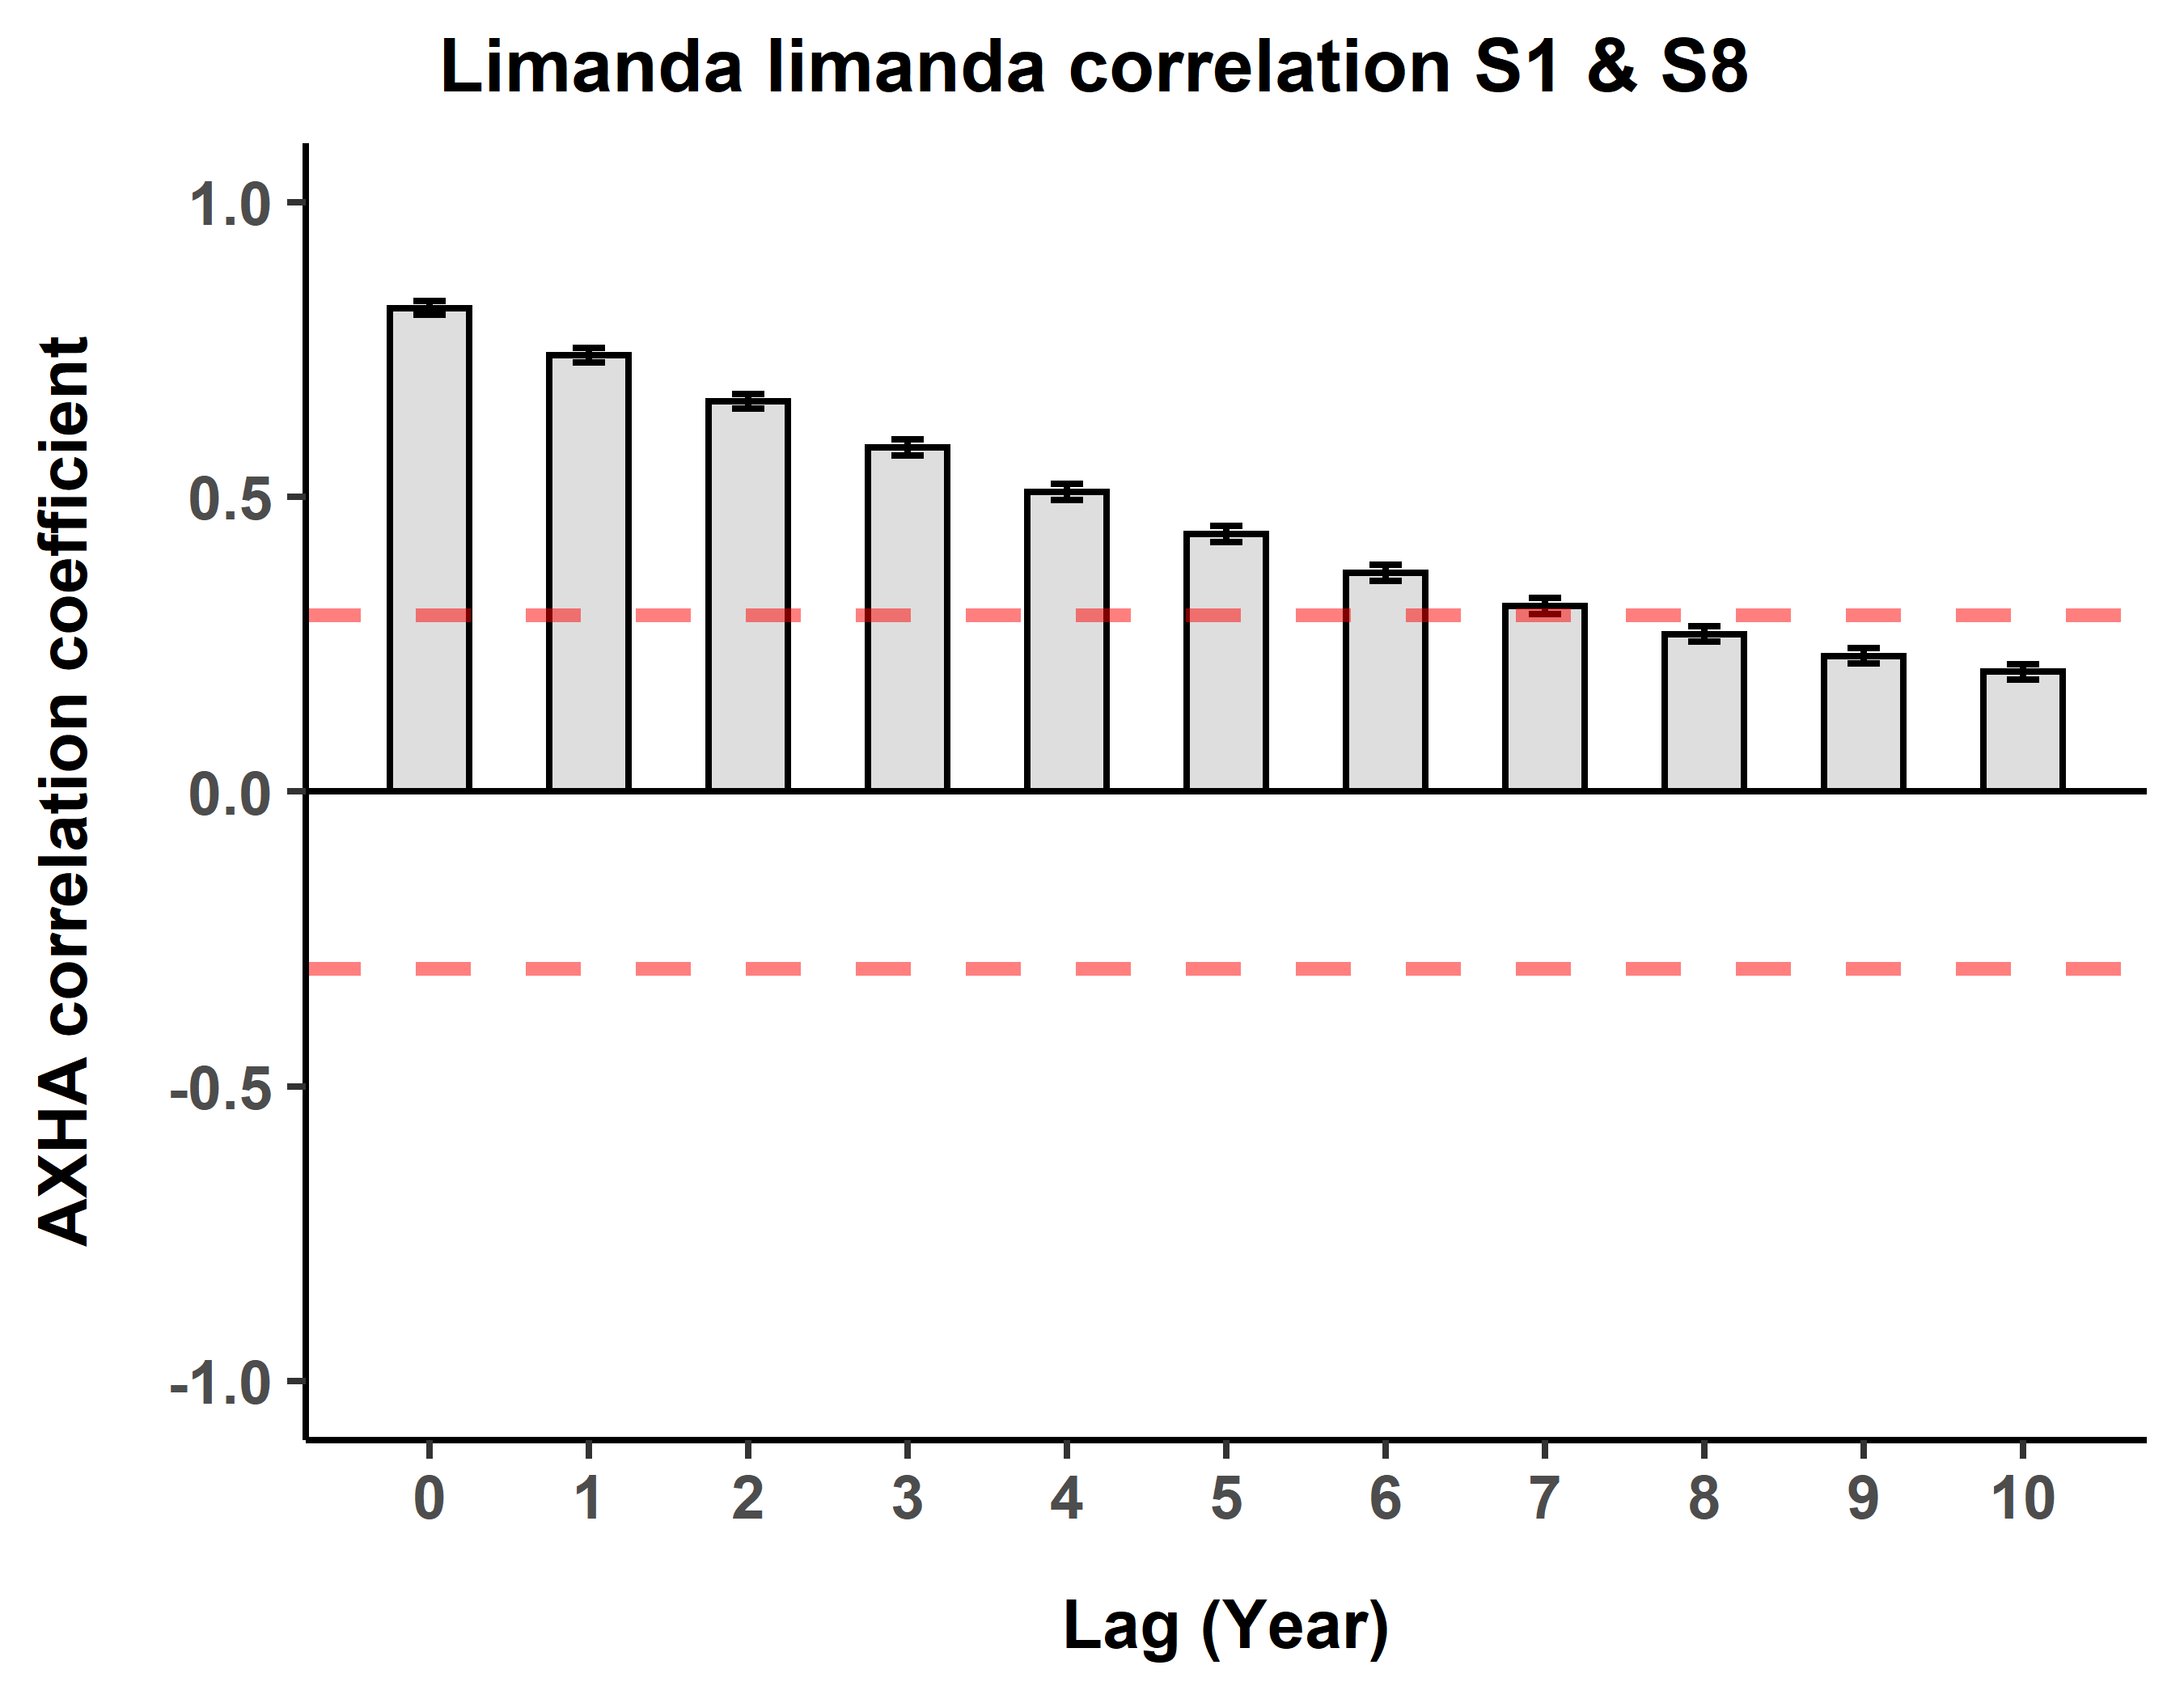 Limanda limanda correlation S1 & S8
AXHA correlation coefficient
1.0
0.5
0.0
-0.5
-1.0
0 1 2 3 4 5 6 7 8 9 10
Lag (Year)